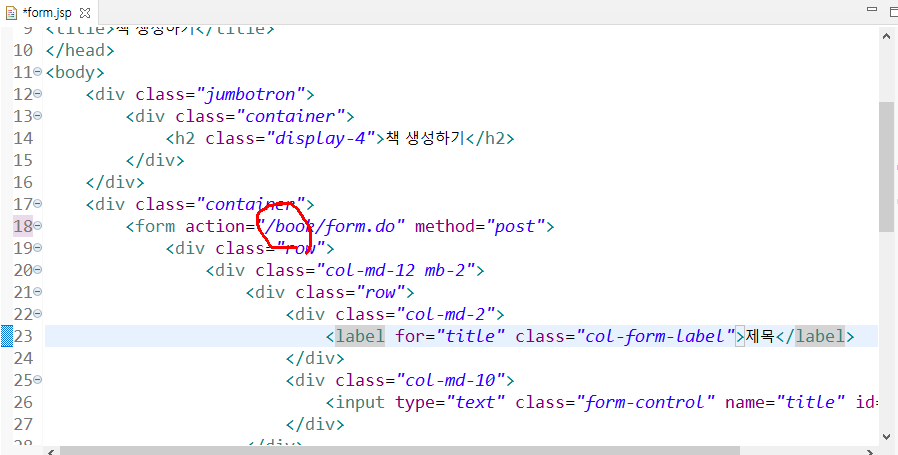 *form.jsp
9 <title>책 생성하기</title>
10 </head>
11 <body>
12 <div class="jumbotron">
13 <div class="container">
14 <h2 class="display-4">책 생성하기</h2>
15 </div>
16 </div>
17 <div class="container">
18 <form action="/book/form.do" method="post">
19 <div class="row">
20 <div class="col-md-12 mb-2">
21 <div class="row">
22 <div class="col-md-2">
23 <label for="title" class="col-form-label">제목</label>
24 </div>
25 <div class="col-md-10">
26 <input type="text" class="form-control" name="title" id=
27 </div>
28 </div>